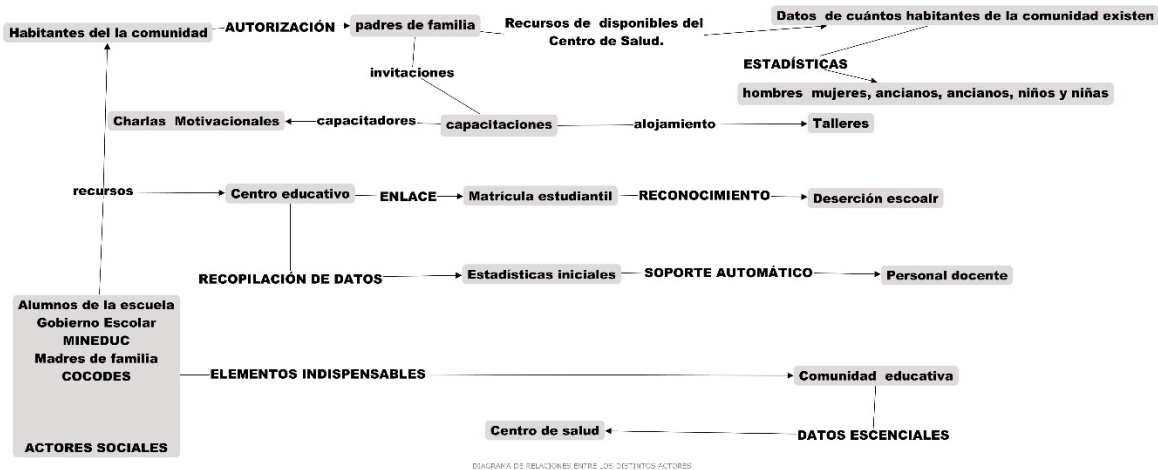 Habitantes del la comunidad
AUTORIZACIÓN
padres de familia
Recursos de disponibles del
Centro de Salud.
Datos de cuántos habitantes de la comunidad existen
ESTADÍSTICAS
hombres mujeres, ancianos, ancianos, niños y niñas
invitaciones
Charlas Motivacionales
capacitadores
capacitaciones
alojamiento
Talleres
recursos
Centro educativo
ENLACE
Matrícula estudiantil
RECONOCIMIENTO
Deserción escoalr
RECOPILACIÓN DE DATOS
Estadísticas iniciales
SOPORTE AUTOMÁTICO
Personal docente
Alumnos de la escuela
Gobierno Escolar
MINEDUC
Madres de familia
COCODES
ACTORES SOCIALES
ELEMENTOS INDISPENSABLES
Comunidad educativa
Centro de salud
DATOS ESCENCIALES
DIAGRAMA DE RELACIONES ENTRE LOS DISTINTOS ACTORES